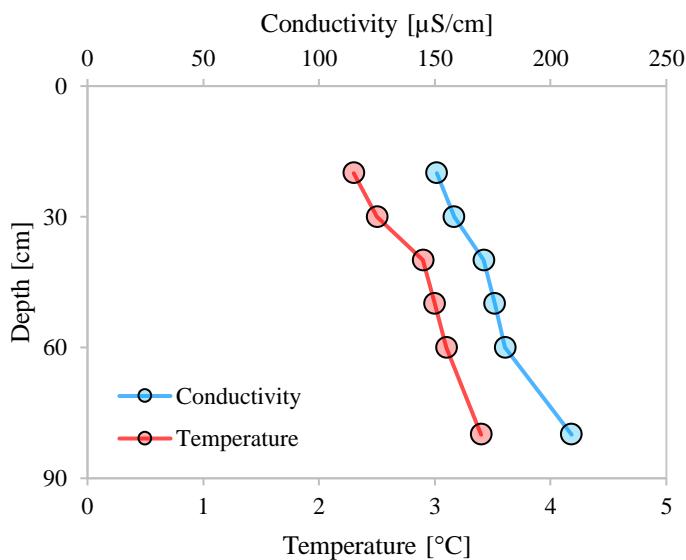 Conductivity [µS/cm]
0 50 100 150 200 250
0
30
60
90
Depth [cm]
Conductivity
Temperature
0 1 2 3 4 5
Temperature [°C]